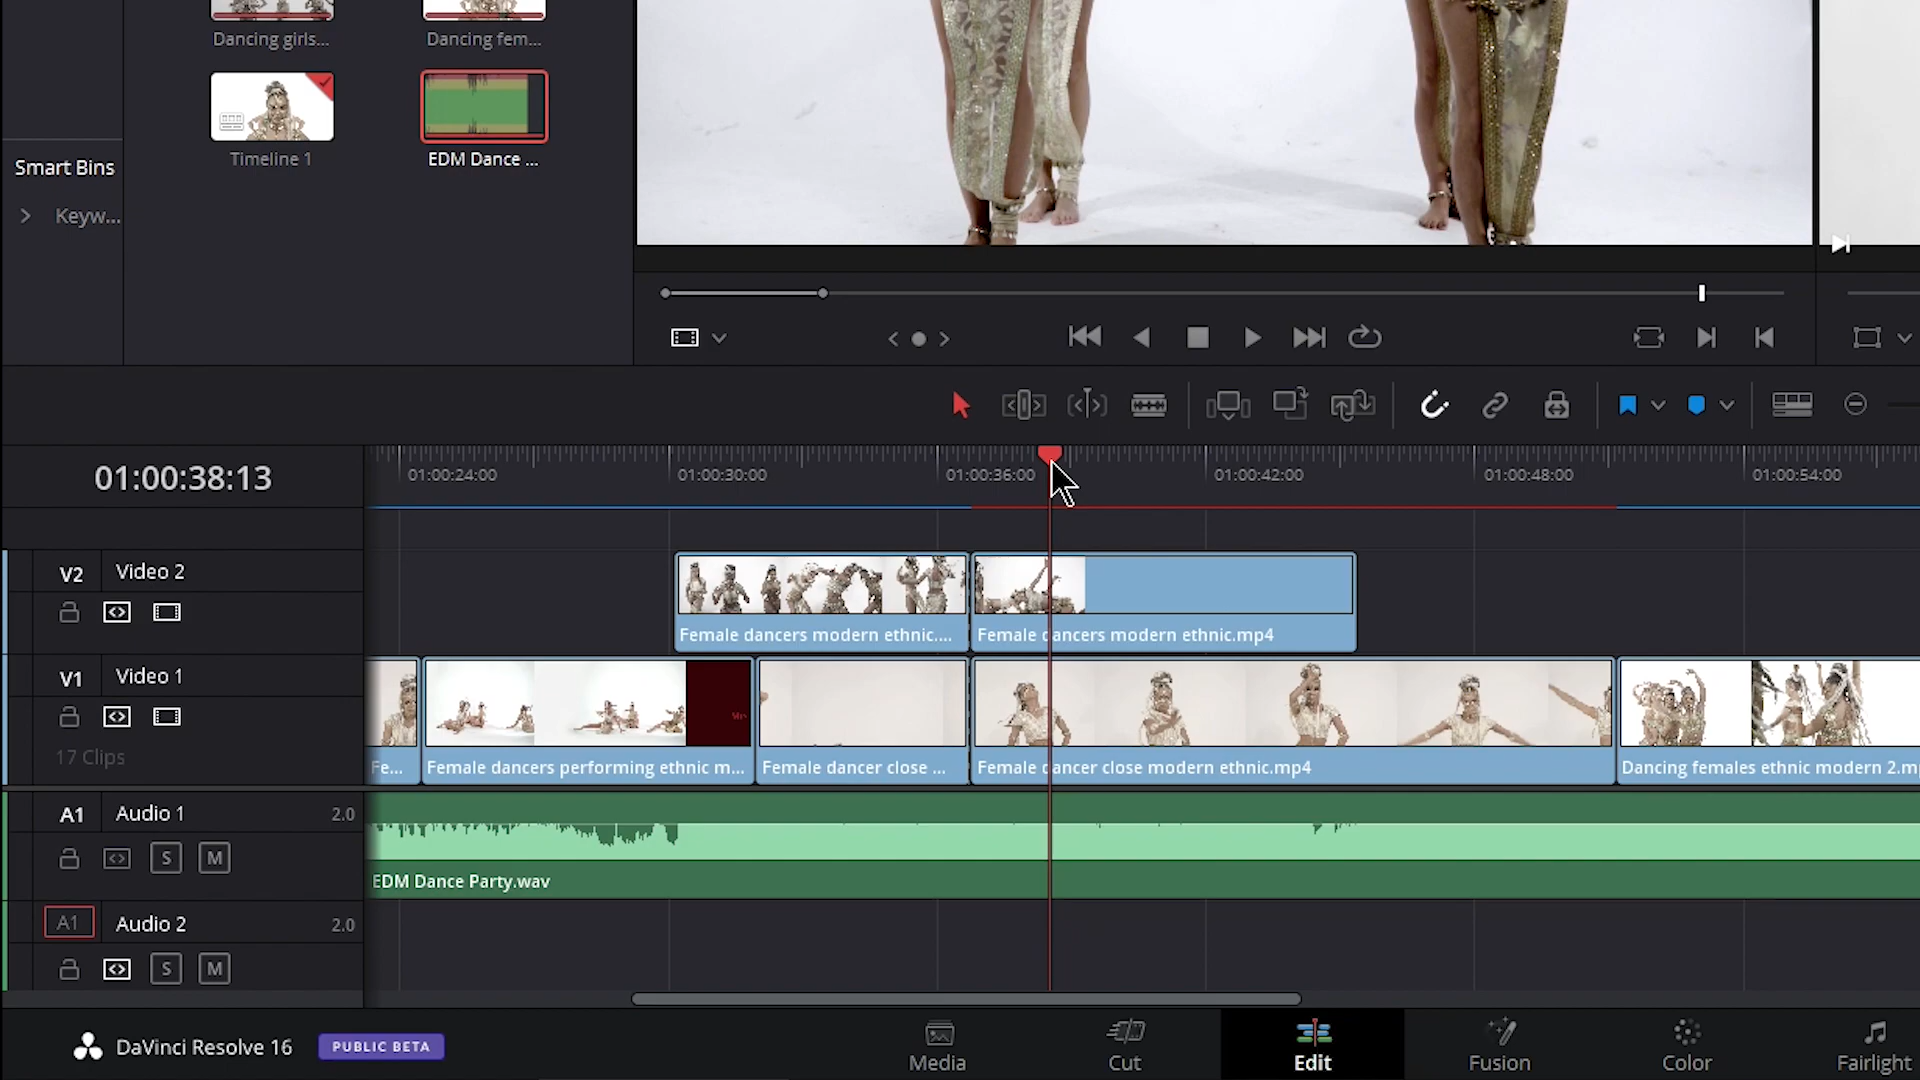 Dancing girls...
Dancing fem...
Timeline 1
EDM Dance ...
Smart Bins
Keyw...
01:00:38:13
01:00:24:00
01:00:30:00
01:00:36:00
01:00:42:00
01:00:48:00
01:00:54:00
V2 Video 2
Female dancers modern ethnic....
Female dancers modern ethnic.mp4
V1 Video 1
17 Clips
Fe...
Female dancers performing ethnic m...
Female dancer close ...
Female dancer close modern ethnic.mp4
Dancing females ethnic modern 2.m
A1 Audio 1 2.0
S M
EDM Dance Party.wav
A1 Audio 2 2.0
S M
DaVinci Resolve 16 PUBLIC BETA
Media
Cut
Edit
Fusion
Color
Fairlight